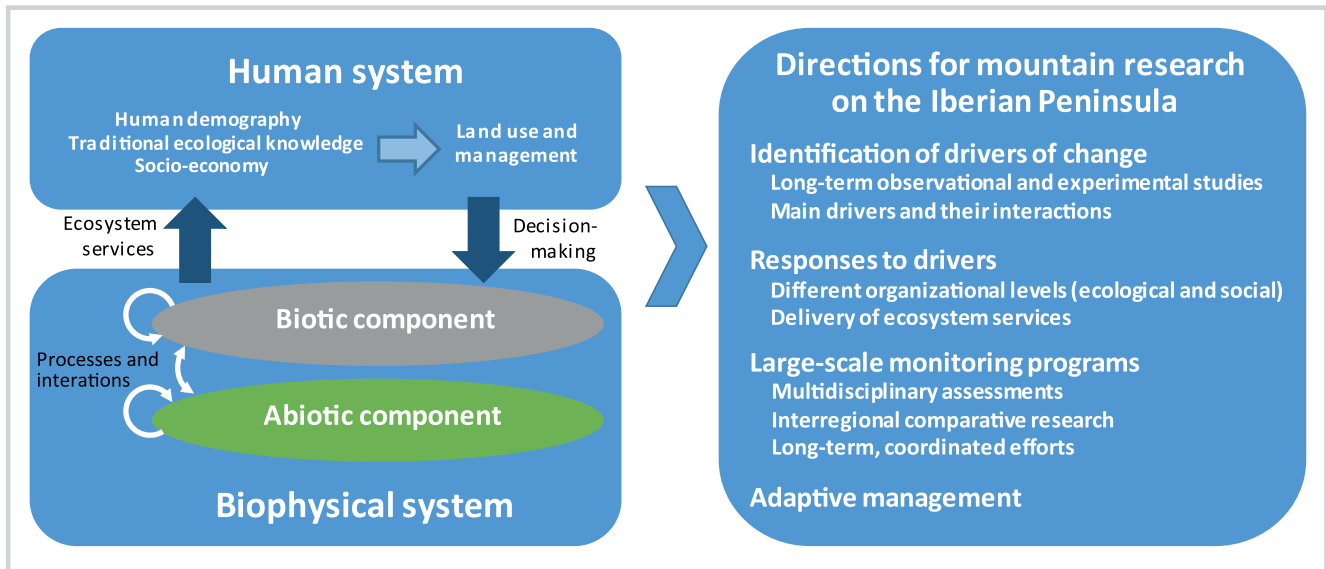 Human system
Human demography
Traditional ecological knowledge
Socio-economy
Land use and
management
Ecosystem
services
Decision-
making
Biotic component
Processes and
interations
Abiotic component
Biophysical system
Directions for mountain research
on the Iberian Peninsula
Identification of drivers of change
Long-term observational and experimental studies
Main drivers and their interactions
Responses to drivers
Different organizational levels (ecological and social)
Delivery of ecosystem services
Large-scale monitoring programs
Multidisciplinary assessments
Interregional comparative research
Long-term, coordinated efforts
Adaptive management